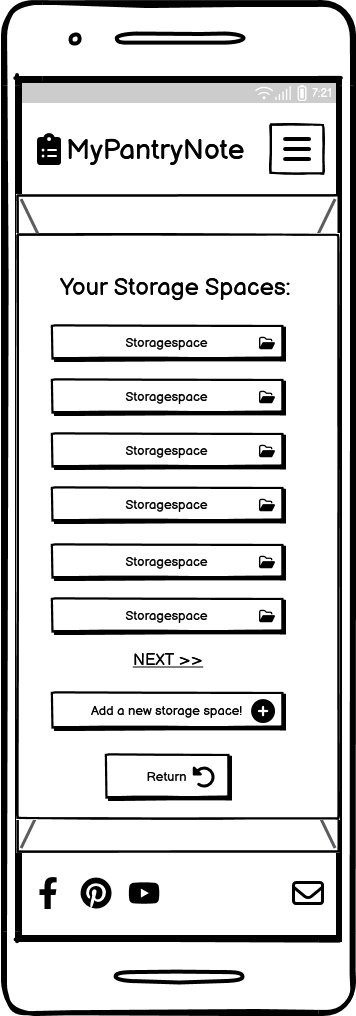 7:21
MyPantryNote
Your Storage Spaces:
Storagespace
Storagespace
Storagespace
Storagespace
Storagespace
Storagespace
NEXT >>
Add a new storage space!
Return